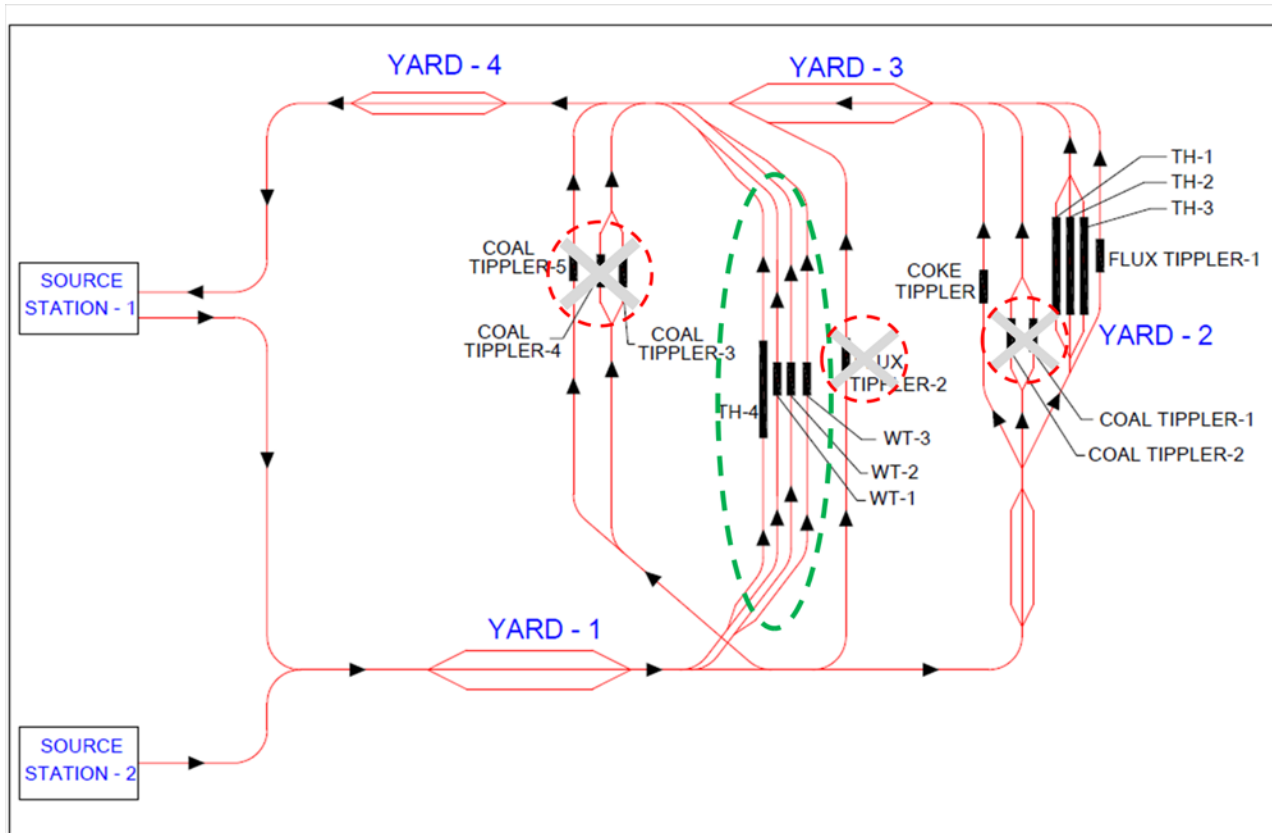 YARD - 4
YARD - 3
TH-1
TH-2
TH-3
COAL
TIPPLER-5
COAL
TIPPLER-4
COAL
TIPPLER-3
COKE
TIPPLER
FLUX TIPPLER-1
SOURCE
STATION - 1
YARD - 2
FLUX
TIPPLER-2
TH-4
COAL TIPPLER-1
COAL TIPPLER-2
WT-3
WT-2
WT-1
YARD - 1
SOURCE
STATION - 2